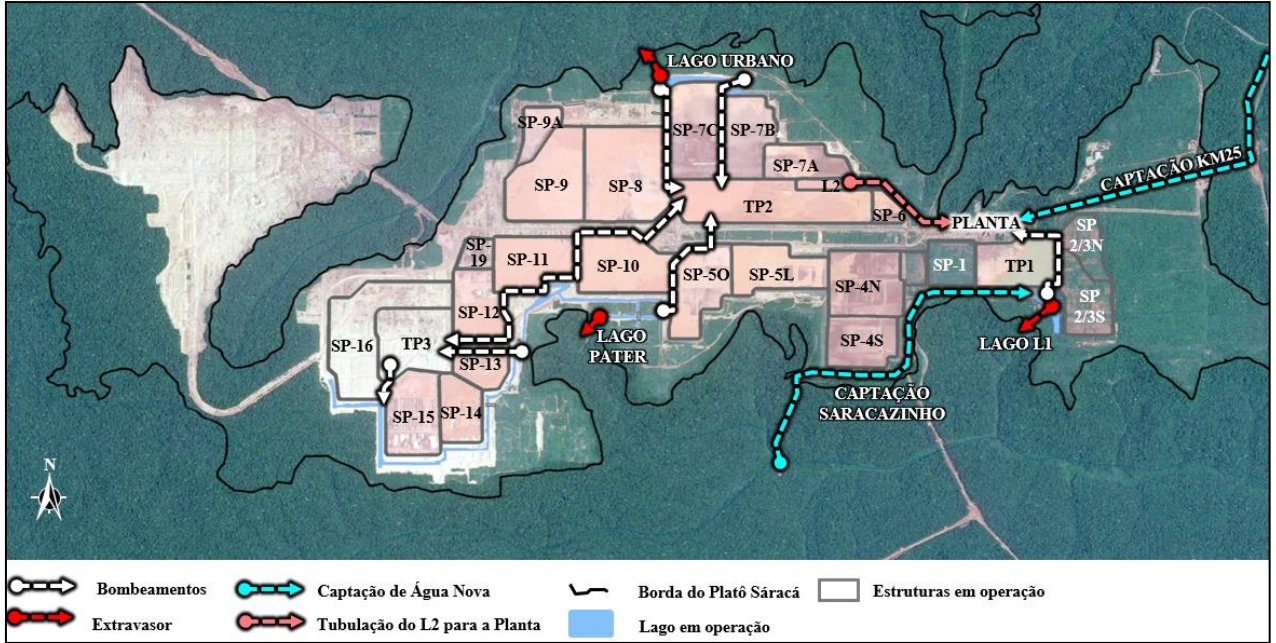 LAGO URBANO
SP-9A
SP-7C
SP-7B
CAPTAÇÃO KM25
SP-7A
SP-9
SP-8
L2
TP2
SP-6
PLANTA
SP
2/3N
SP-
19
SP-11
SP-10
SP-5O
SP-5L
SP-4N
SP-1
TP1
SP-12
SP
2/3S
LAGO
PATER
LAGO L1
SP-16
TP3
SP-13
SP-4S
CAPTAÇÃO
SARACAZINHO
SP-15
SP-14
N
Bombeamentos
Captação de Água Nova
Borda do Platô Sáracá
Estruturas em operação
Extravasor
Tubulação do L2 para a Planta
Lago em operação